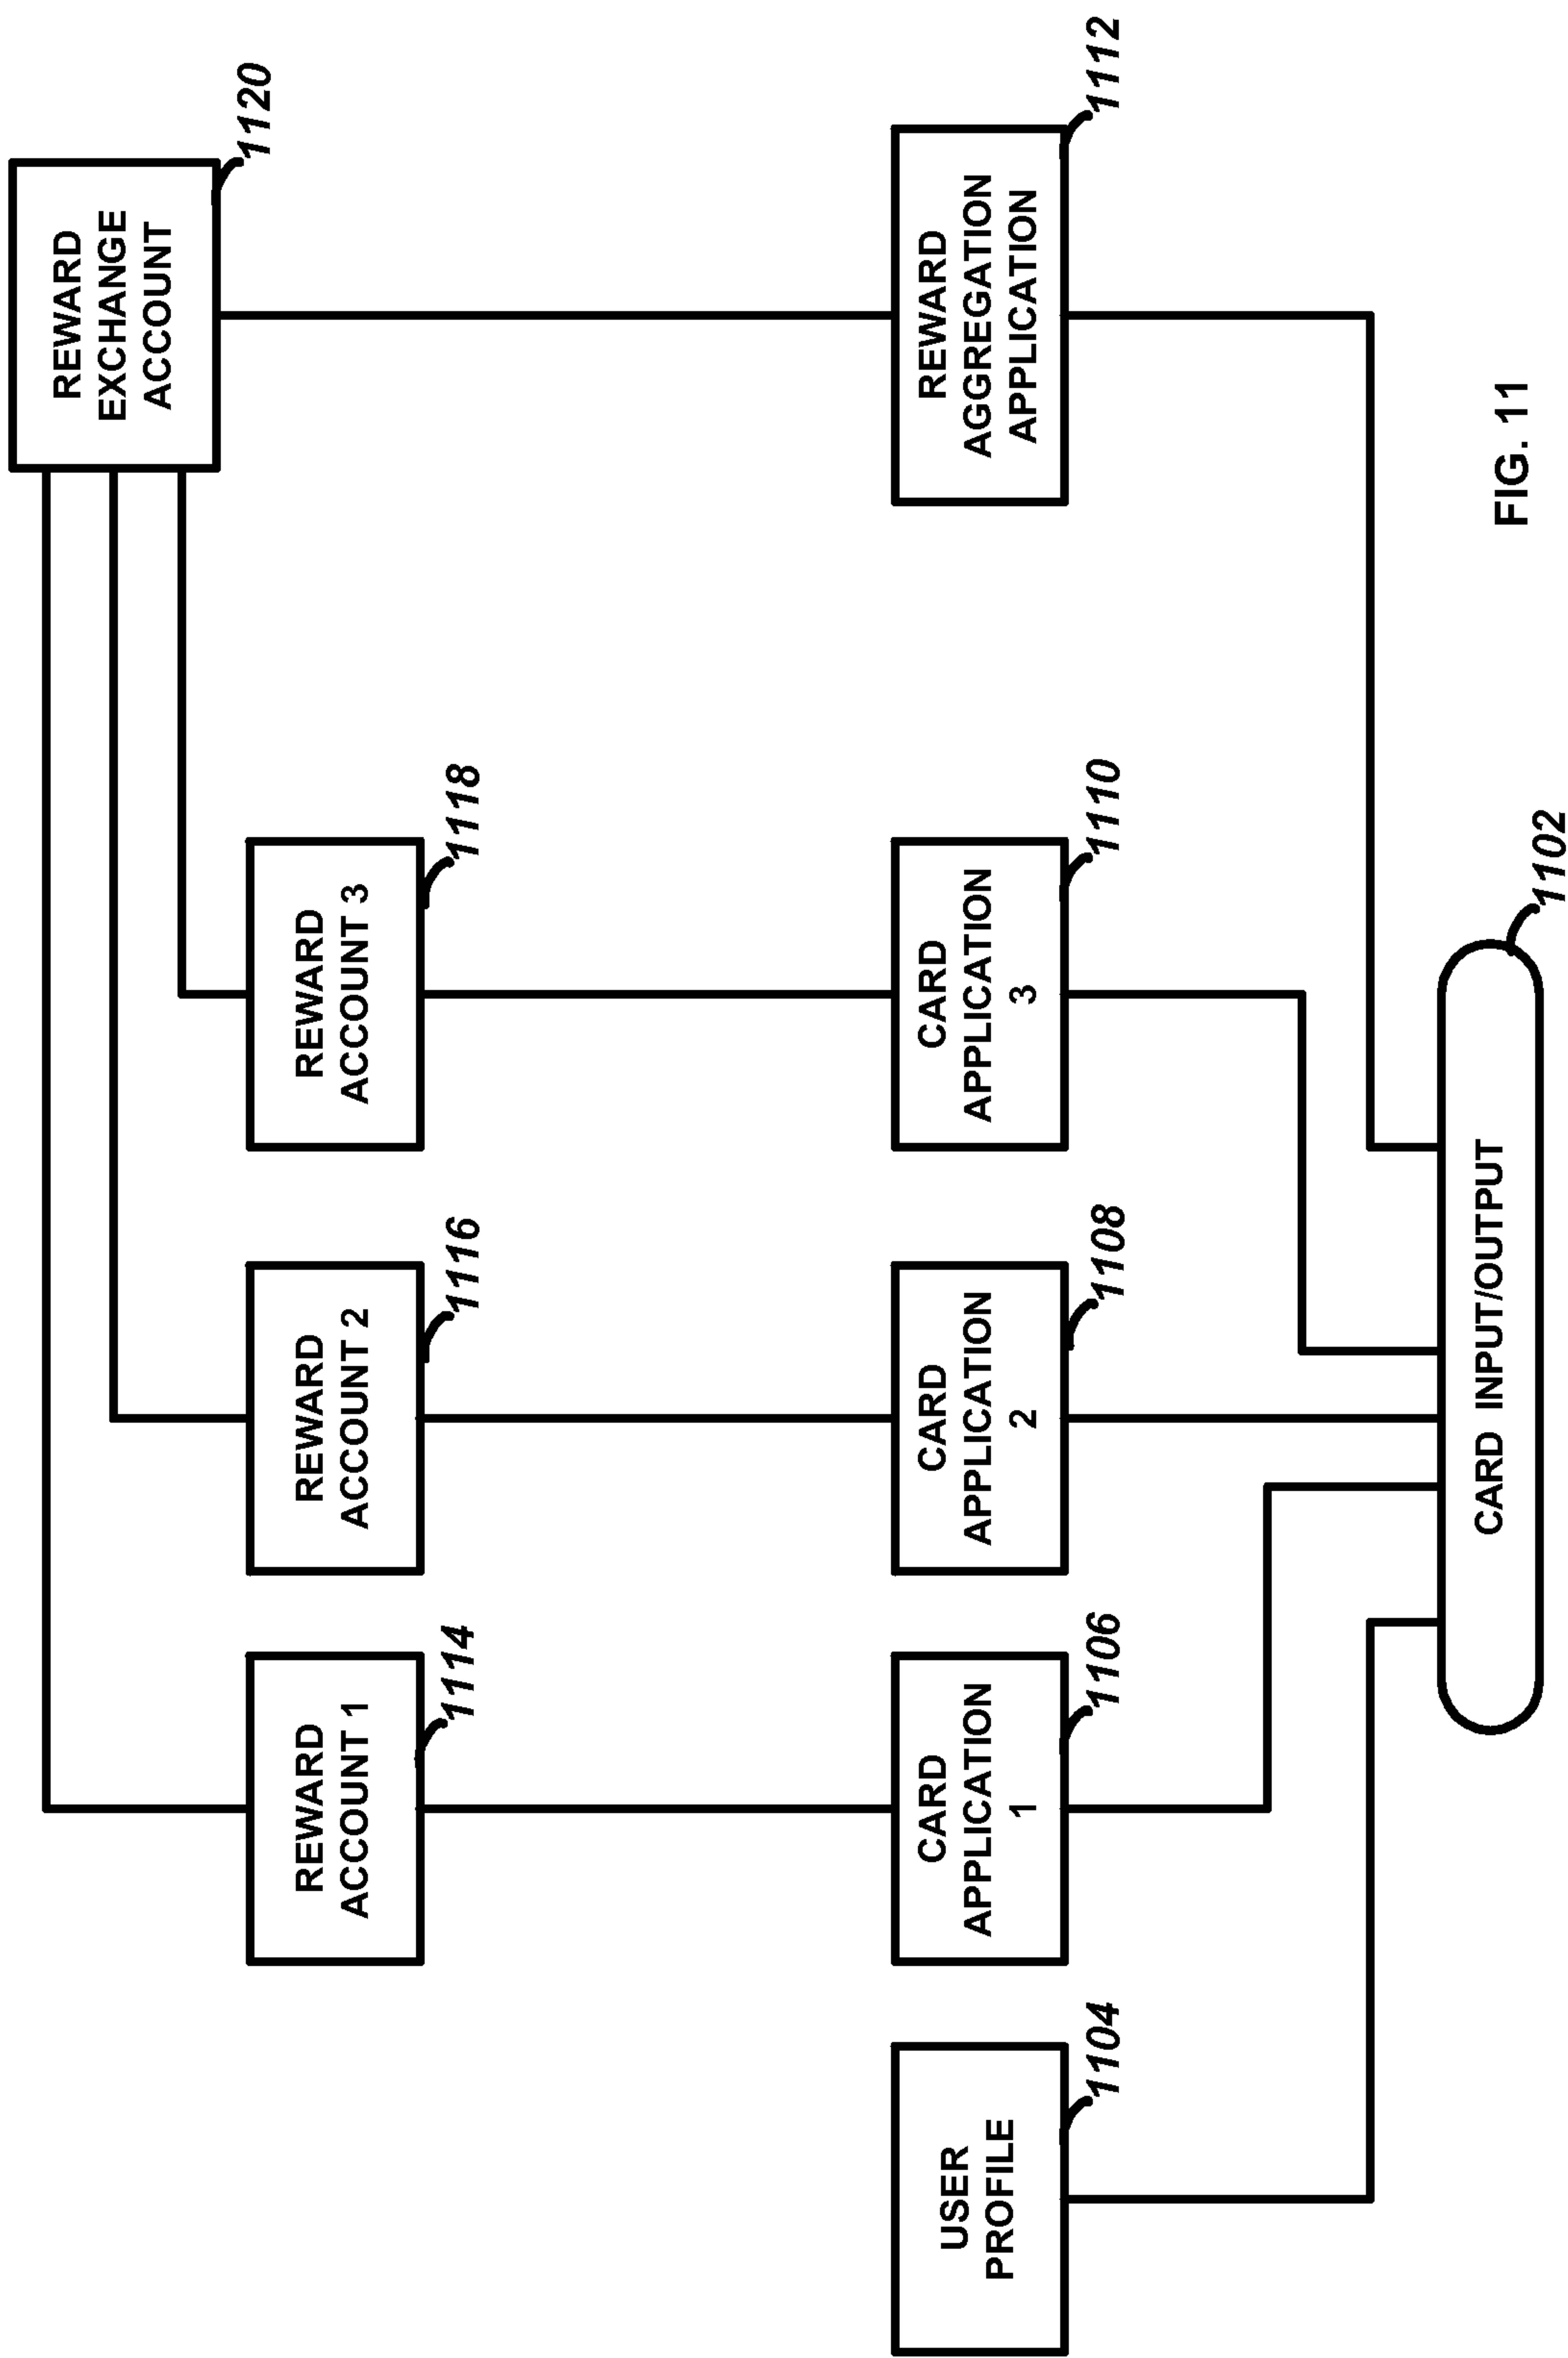 REWARD
EXCHANGE
ACCOUNT
1120
REWARD
ACCOUNT 1
1114
REWARD
ACCOUNT 2
1116
REWARD
ACCOUNT 3
1118
USER
PROFILE
1104
CARD
APPLICATION
1
1106
CARD
APPLICATION
2
1108
CARD
APPLICATION
3
1110
REWARD
AGGREGATION
APPLICATION
1112
CARD INPUT/OUTPUT
1102
FIG. 11